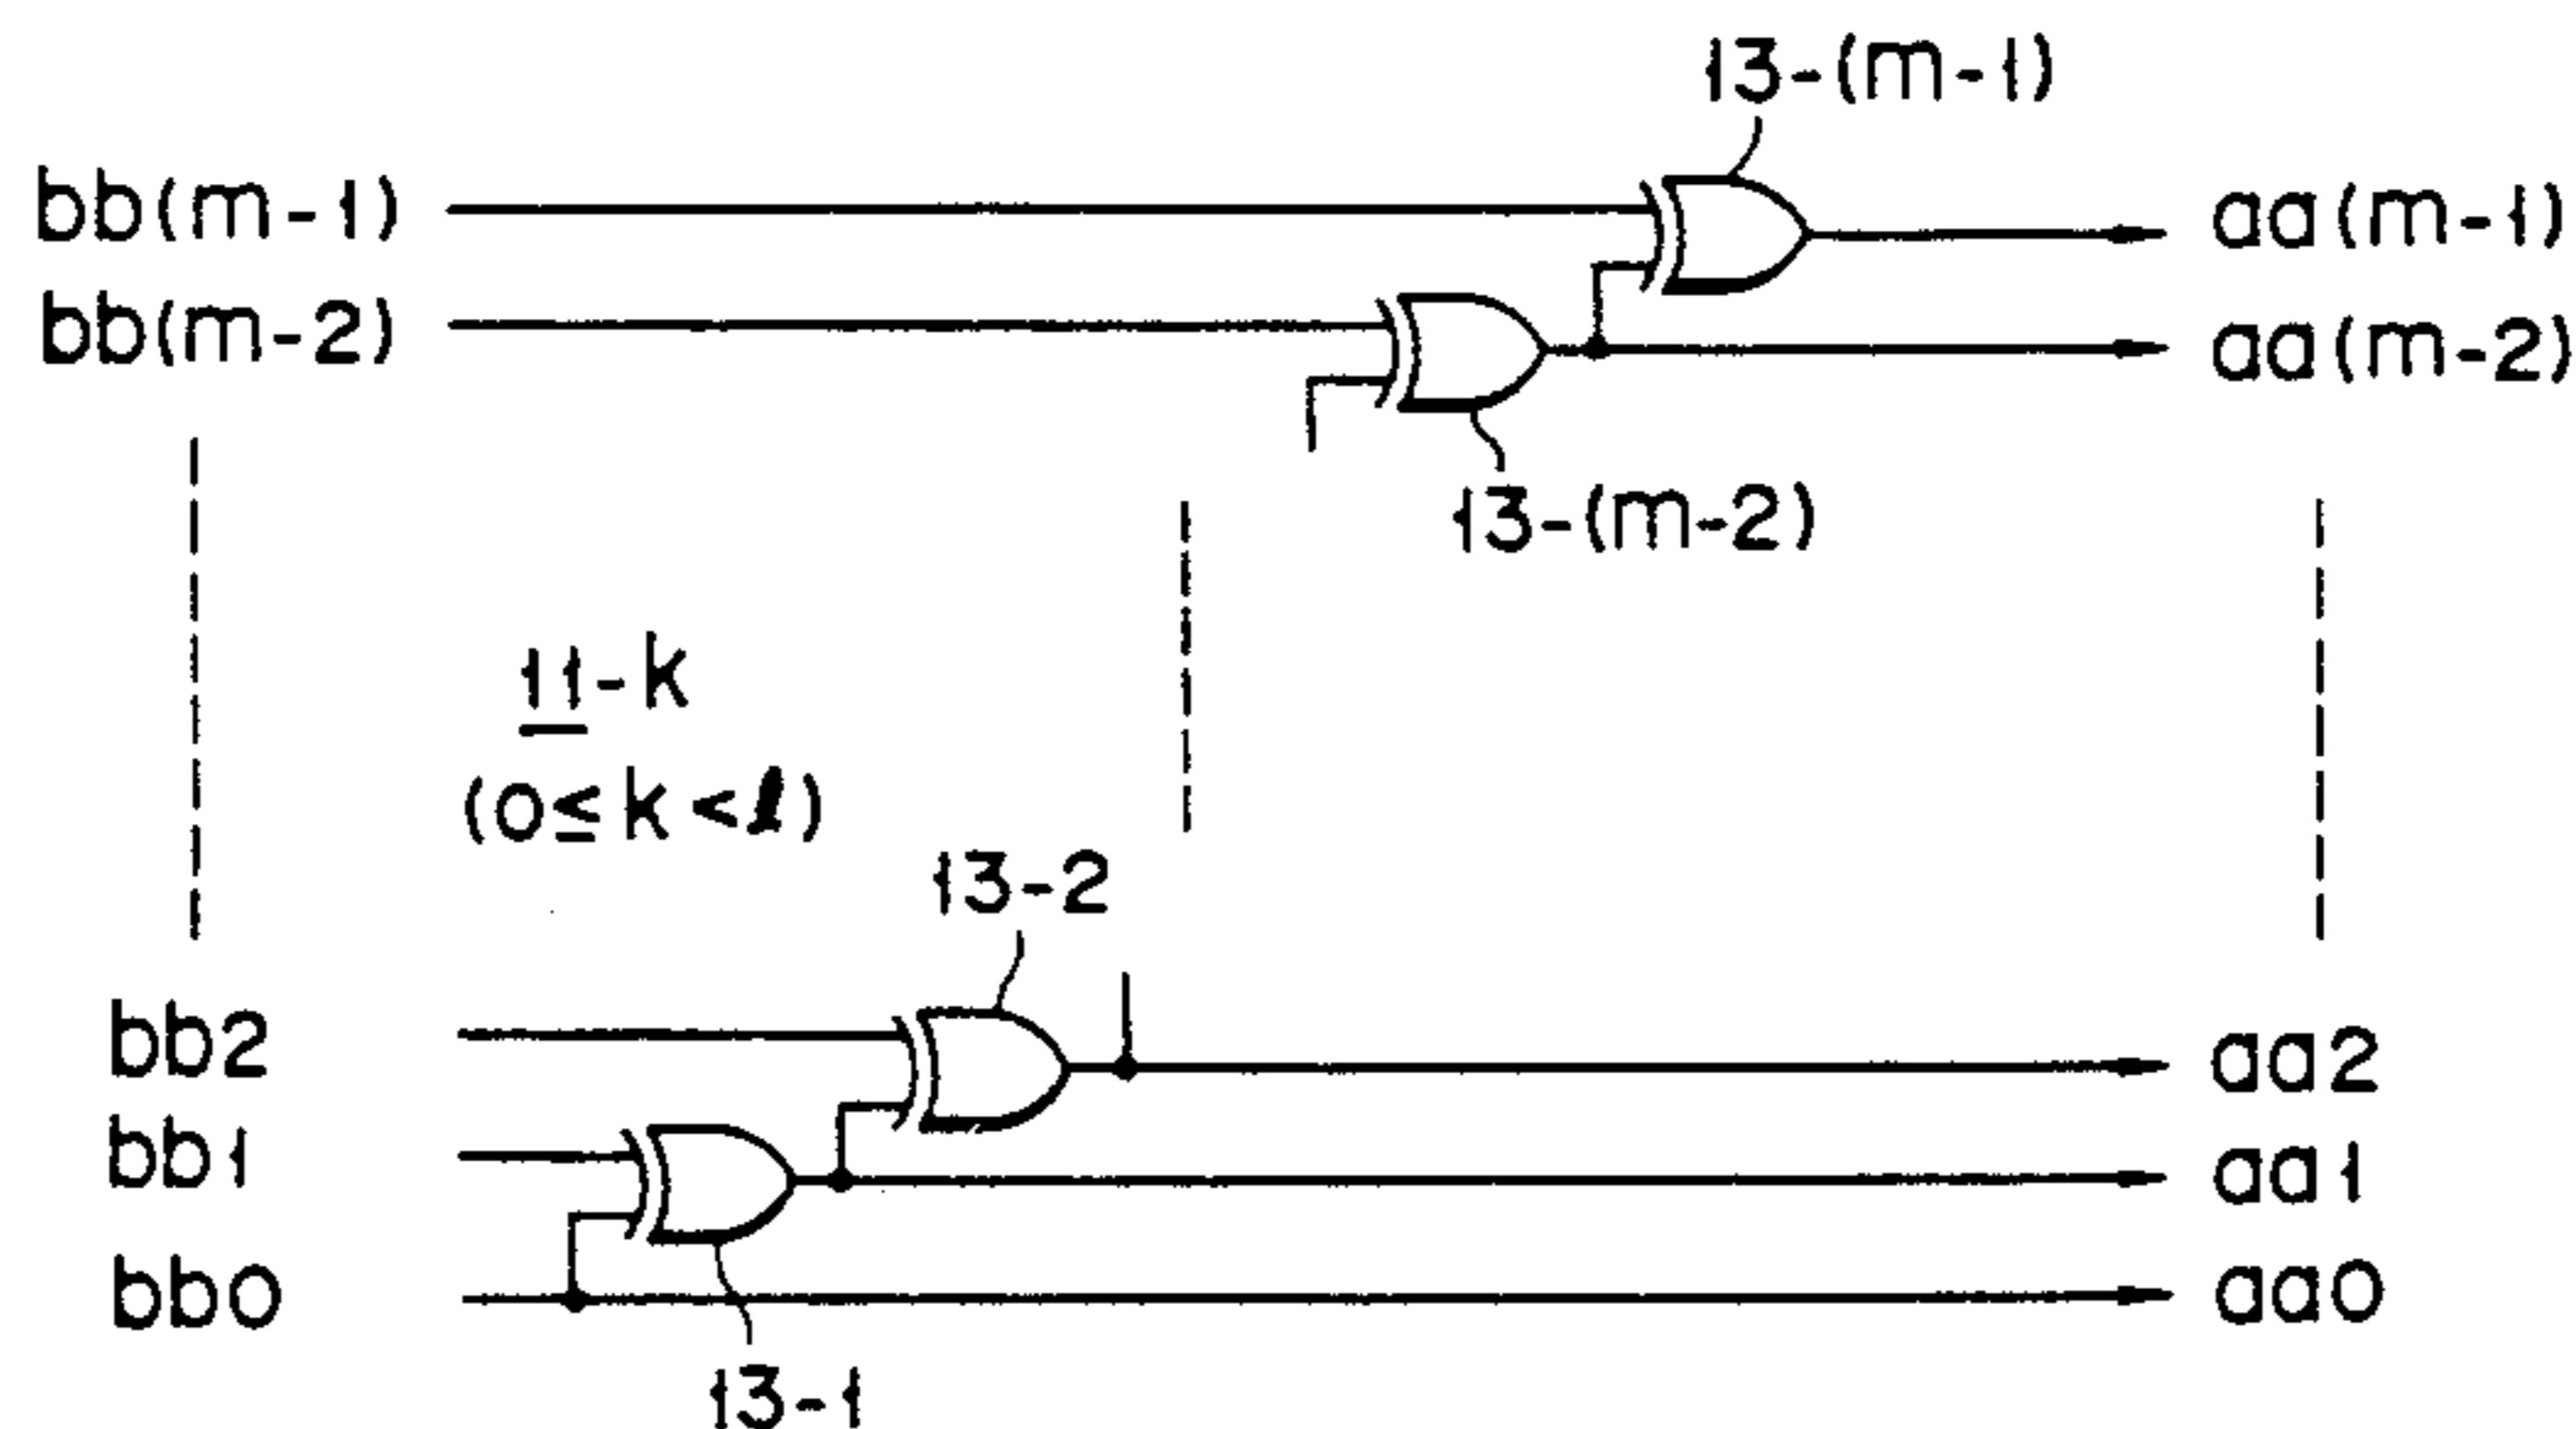 13-(m-1)
bb(m-1)
aa(m-1)
bb(m-2)
aa(m-2)
13-(m-2)
11-k
(0≤k<l)
13-2
bb2
aa2
bb1
aa1
bb0
aa0
13-1